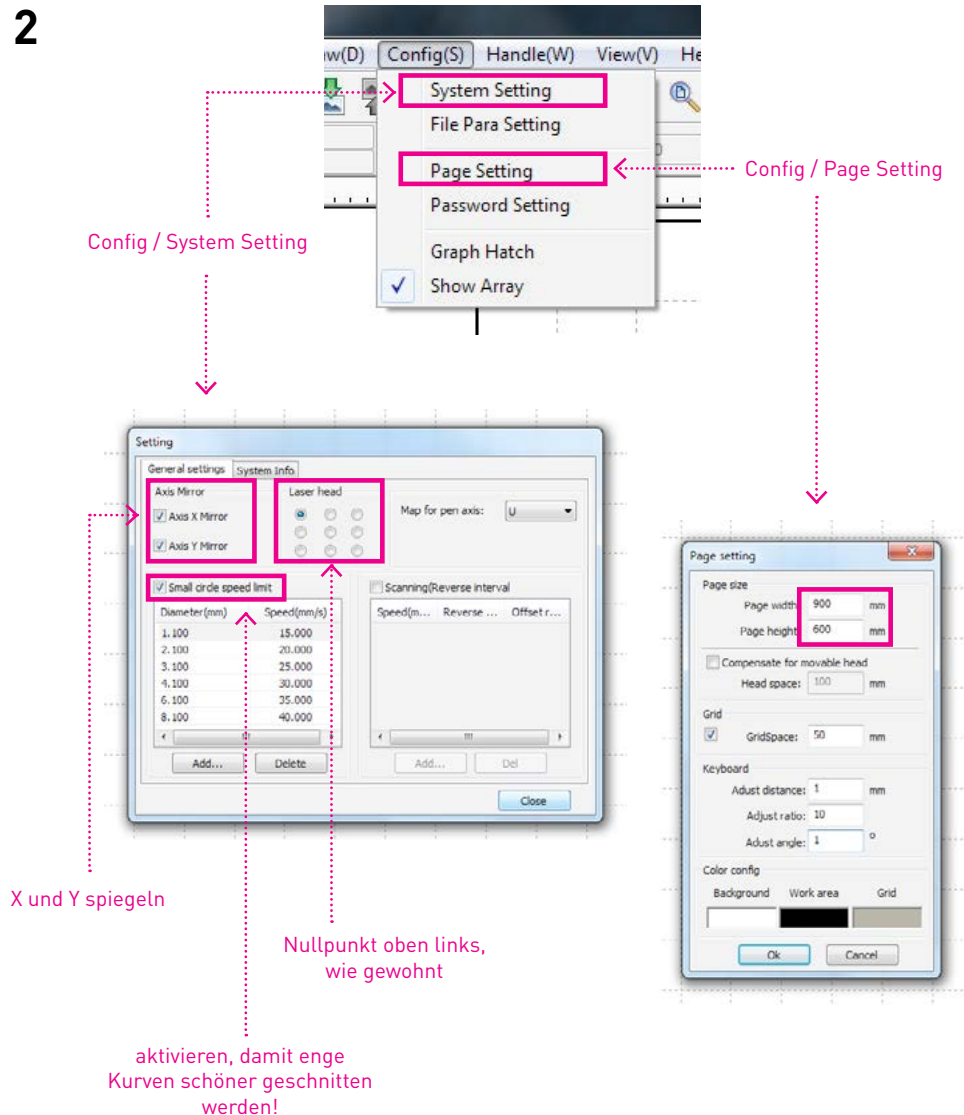 2
w(D) Config(S) Handle(W) View(V) He
System Setting
File Para Setting
Page Setting
Password Setting
Graph Hatch
Show Array
Config / System Setting
Config / Page Setting
Setting
General settings System Info
Axis Mirror
Axis X Mirror
Axis Y Mirror
Laser head
Map for pen axis: U
Small circle speed limit
Diameter(mm) Speed(mm/s)
1.100 15.000
2.100 20.000
3.100 25.000
4.100 30.000
6.100 35.000
8.100 40.000
Add... Delete
Scanning(Reverse interval
Speed(m... Reverse ... Offset r...
Add... Del
Close
Page setting
Page size
Page width 900 mm
Page height 600 mm
Compensate for movable head
Head space: 100 mm
Grid
GridSpace: 50 mm
Keyboard
Adust distance: 1 mm
Adjust ratio: 10
Adust angle: 1 °
Color config
Background Work area Grid
Ok Cancel
X und Y spiegeln
Nullpunkt oben links,
wie gewohnt
aktivieren, damit enge
Kurven schöner geschnitten
werden!